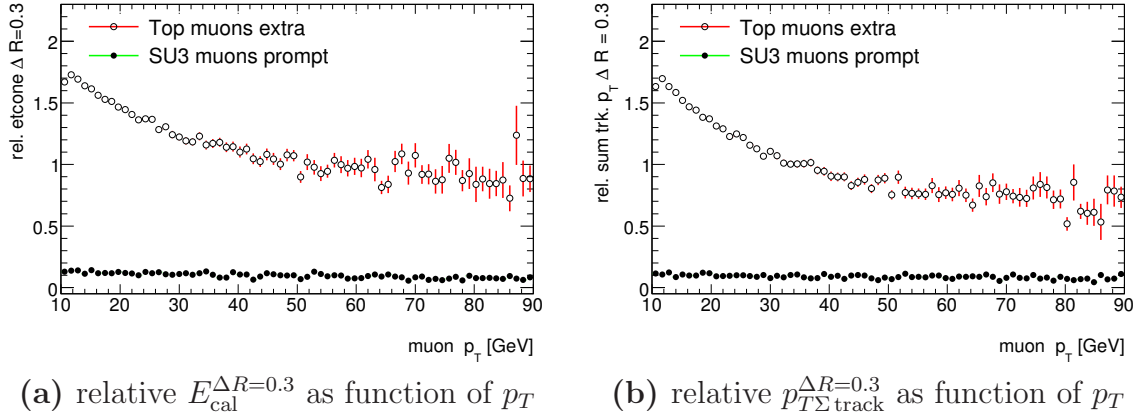 rel. etcone Δ R=0.3
2
1.5
1
0.5
0
Top muons extra
SU3 muons prompt
10 20 30 40 50 60 70 80 90
muon p_T [GeV]
(a) relative E_cal^{ΔR=0.3} as function of p_T
rel. sum trk. p_T Δ R = 0.3
2
1.5
1
0.5
0
Top muons extra
SU3 muons prompt
10 20 30 40 50 60 70 80 90
muon p_T [GeV]
(b) relative p_{TΣ track}^{ΔR=0.3} as function of p_T